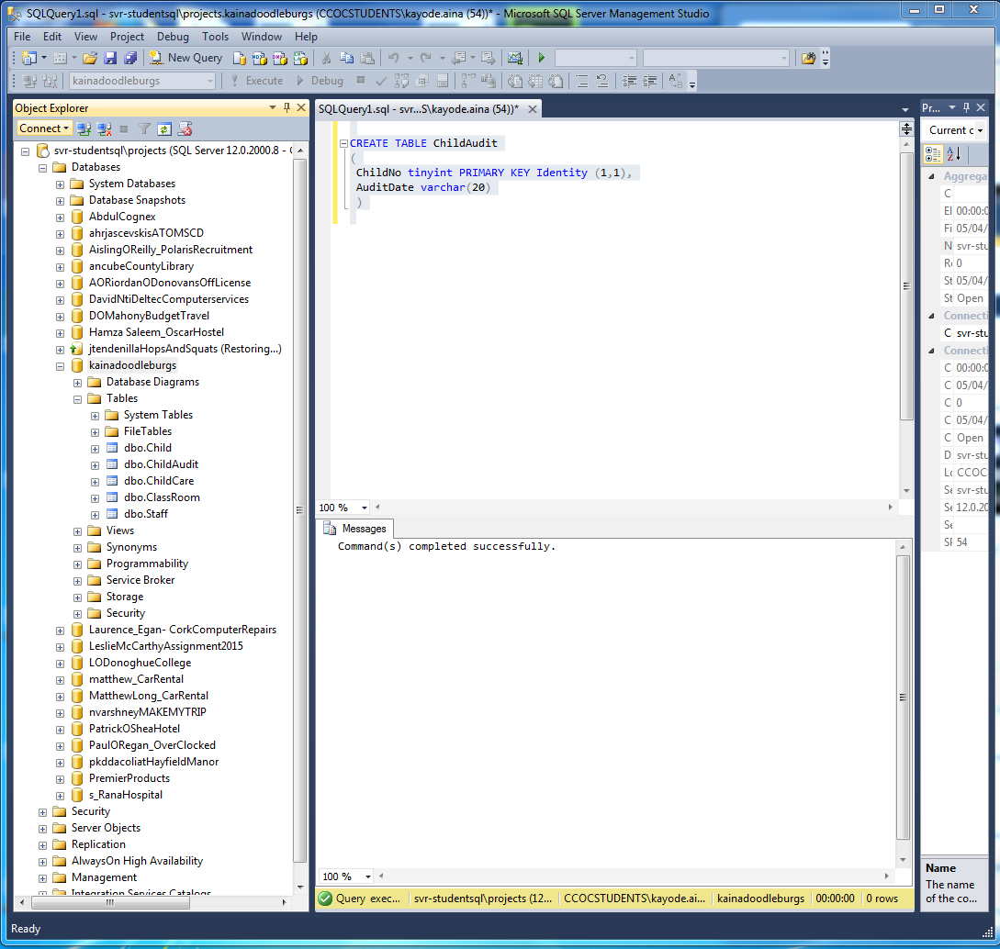 SQLQuery1.sql - svr-studentsql\projects.kainadoodleburgs (CCOCSTUDENTS\kayode.aina (54))* - Microsoft SQL Server Management Studio
File Edit View Project Debug Tools Window Help
New Query
kainadoodleburgs Execute Debug
Object Explorer
Connect
svr-studentsql\projects (SQL Server 12.0.2000.8 - C
Databases
System Databases
Database Snapshots
AbdulCognex
ahrjascevskisATOMSCD
AislingOReilly_PolarisRecruitment
ancubeCountyLibrary
AORiordanODonovansOffLicense
DavidNtiDeltecComputerservices
DOMahonyBudgetTravel
Hamza Saleem_OscarHostel
jtendenillaHopsAndSquats (Restoring...)
kainadoodleburgs
Database Diagrams
Tables
System Tables
FileTables
dbo.Child
dbo.ChildAudit
dbo.ChildCare
dbo.ClassRoom
dbo.Staff
Views
Synonyms
Programmability
Service Broker
Storage
Security
Laurence_Egan- CorkComputerRepairs
LeslieMcCarthyAssignment2015
LODonoghueCollege
matthew_CarRental
MatthewLong_CarRental
nvarshneyMAKEMYTRIP
PatrickOSheaHotel
PaulORegan_OverClocked
pkddacoliatHayfieldManor
PremierProducts
s_RanaHospital
Security
Server Objects
Replication
AlwaysOn High Availability
Management
Integration Services Catalogs
SQLQuery1.sql - svr...S\kayode.aina (54))*
CREATE TABLE ChildAudit
(
ChildNo tinyint PRIMARY KEY Identity (1,1),
AuditDate varchar(20)
)
100 %
Messages
Command(s) completed successfully.
100 %
Query exec... svr-studentsql\projects (12... CCOCSTUDENTS\kayode.ai... kainadoodleburgs 00:00:00 0 rows
Pr...
Current c
Aggrega
C
El 00:00:0
Fi 05/04/
N svr-stu
Re 0
St 05/04/
St Open
Connecti
C svr-stu
Connecti
C 00:00:0
C 05/04/
C 0
C 05/04/
C Open
D svr-stu
Lo CCOC
Se svr-stu
Se 12.0.20
Se
SP 54
Name
The name
of the co...
Ready